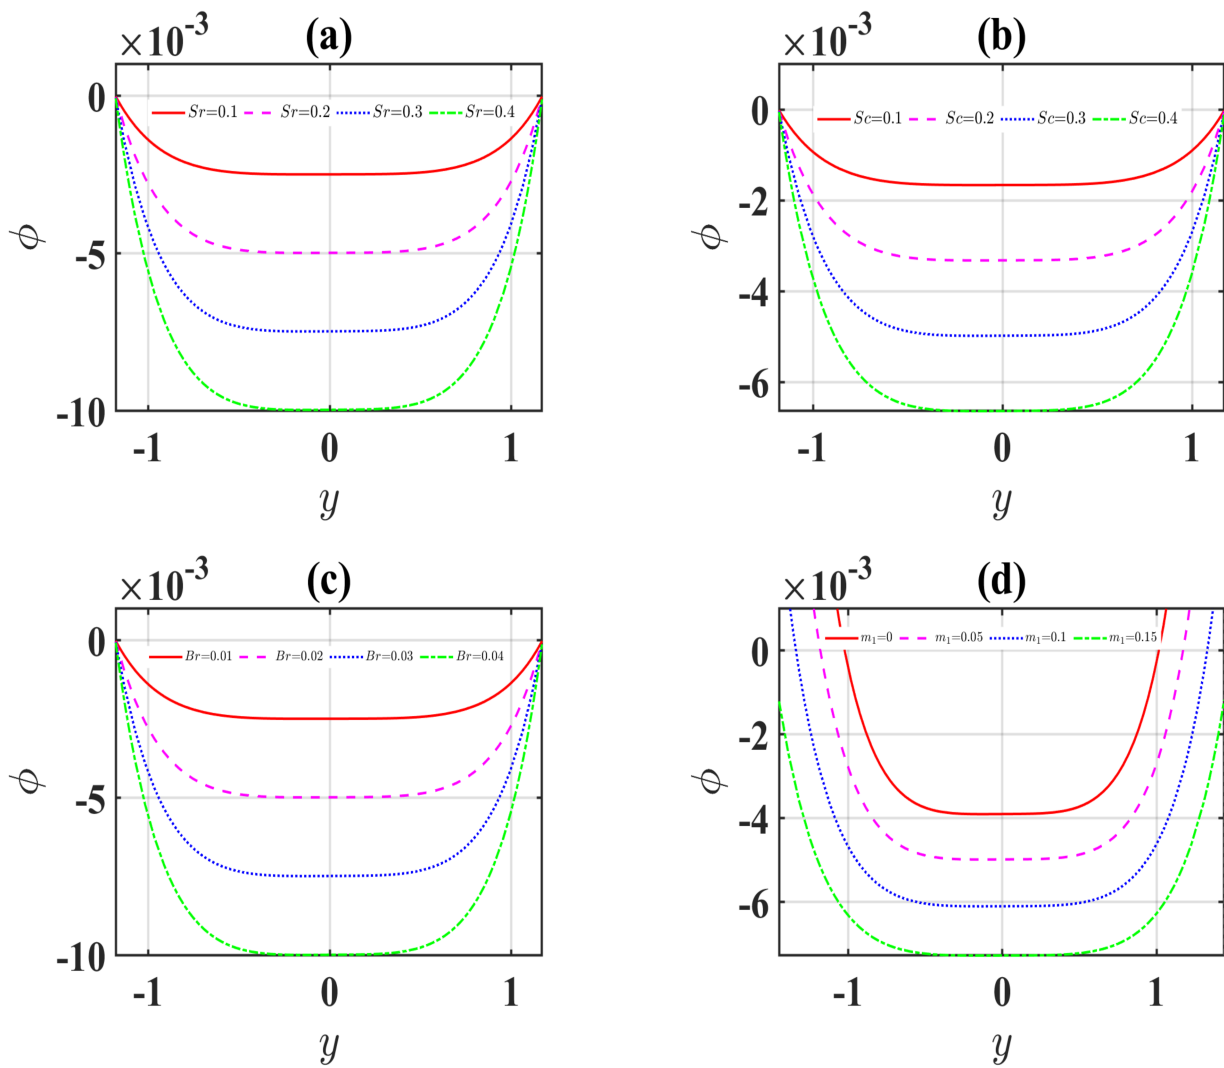 ×10⁻³ (a)
0
-5
-10
Sr=0.1 Sr=0.2 Sr=0.3 Sr=0.4
ϕ
-1 0 1
y
×10⁻³ (b)
0
-2
-4
-6
Sc=0.1 Sc=0.2 Sc=0.3 Sc=0.4
ϕ
-1 0 1
y
×10⁻³ (c)
0
-5
-10
Br=0.01 Br=0.02 Br=0.03 Br=0.04
ϕ
-1 0 1
y
×10⁻³ (d)
0
-2
-4
-6
m₁=0 m₁=0.05 m₁=0.1 m₁=0.15
ϕ
-1 0 1
y